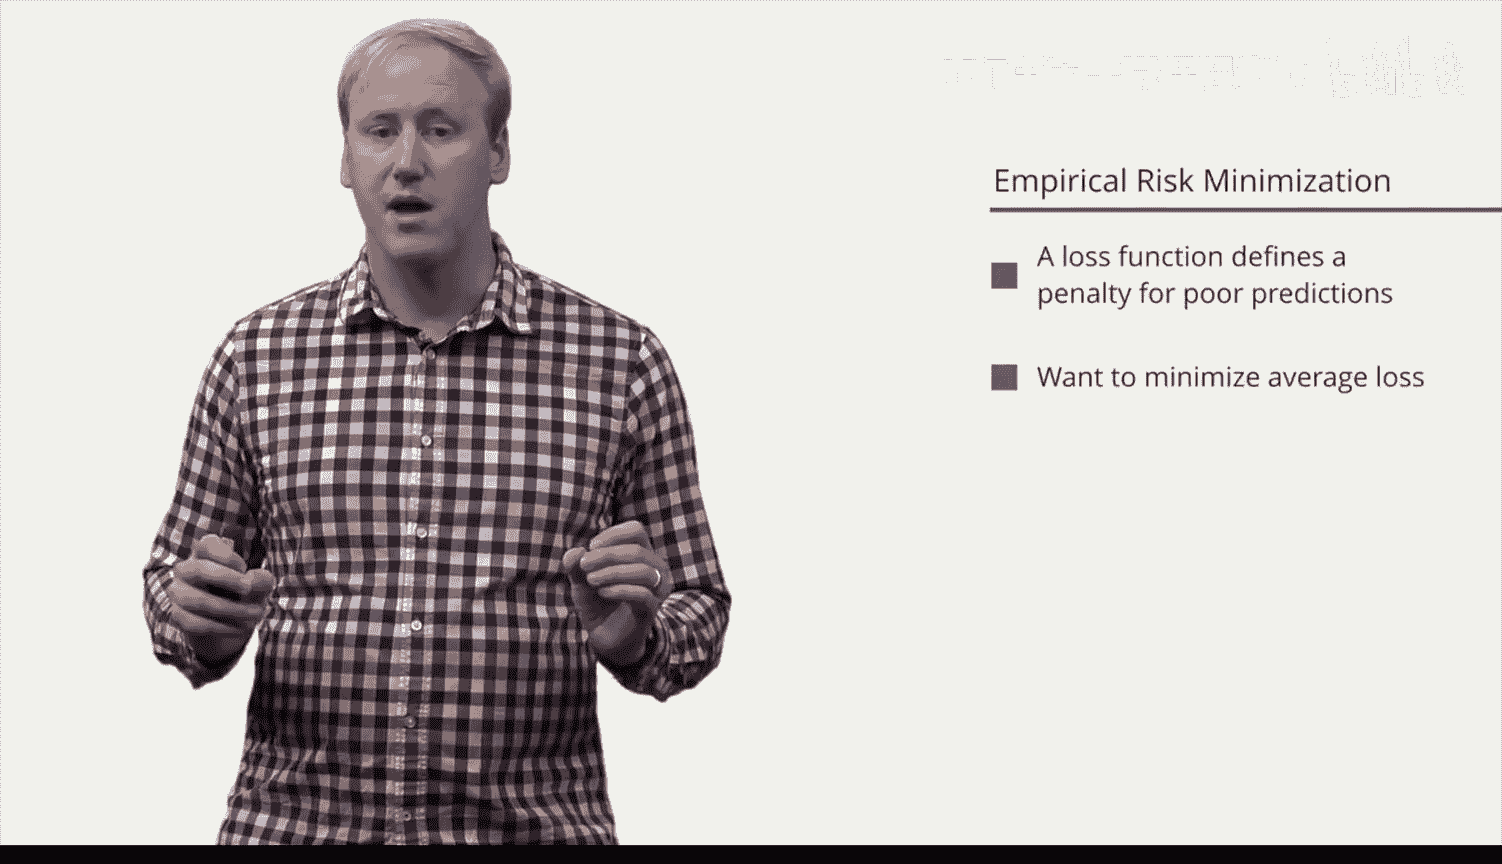 Empirical Risk Minimization
A loss function defines a
penalty for poor predictions
Want to minimize average loss